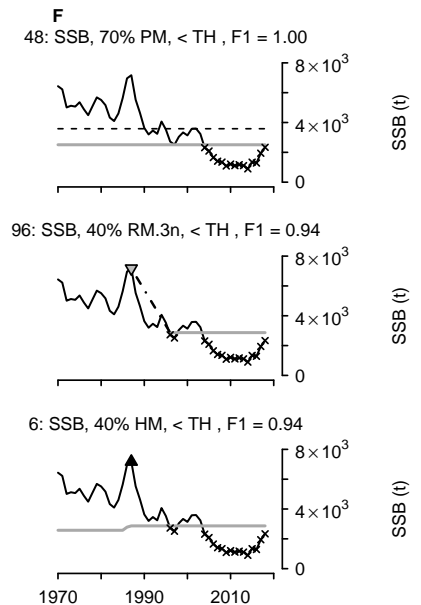 F
48: SSB, 70% PM, < TH , F1 = 1.00
8×10³
4×10³
0
SSB (t)
96: SSB, 40% RM.3n, < TH , F1 = 0.94
8×10³
4×10³
0
SSB (t)
6: SSB, 40% HM, < TH , F1 = 0.94
8×10³
4×10³
0
SSB (t)
1970 1990 2010